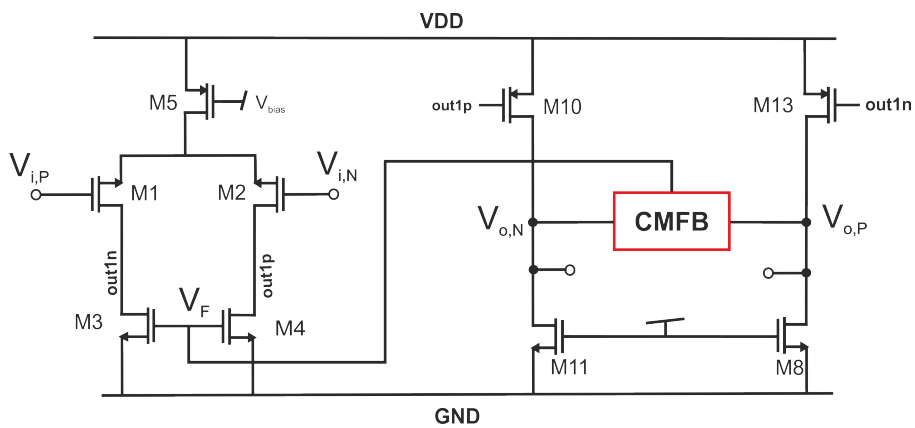 VDD
M5
Vbias
out1p
M10
M13
out1n
Vi,P
M1
M2
Vi,N
out1n
out1p
Vo,N
CMFB
Vo,P
M3
VF
M4
M11
M8
GND